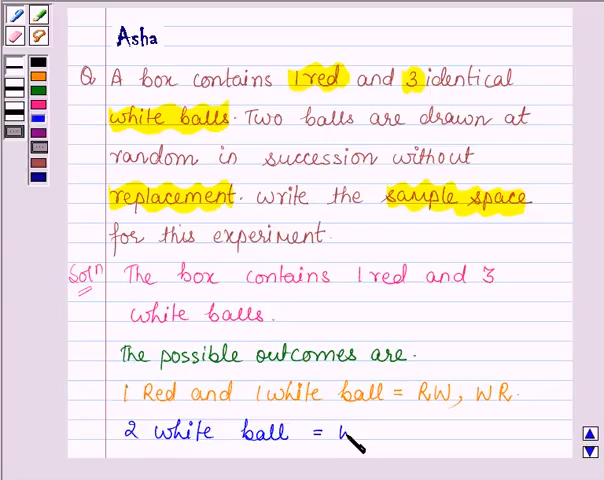 Asha
Q A box contains 1 red and 3 identical
white balls. Two balls are drawn at
random in succession without
replacement. write the sample space
for this experiment.
Soln The box contains 1 red and 3
white balls.
The possible outcomes are.
1 Red and 1 white ball = RW, WR.
2 white ball =